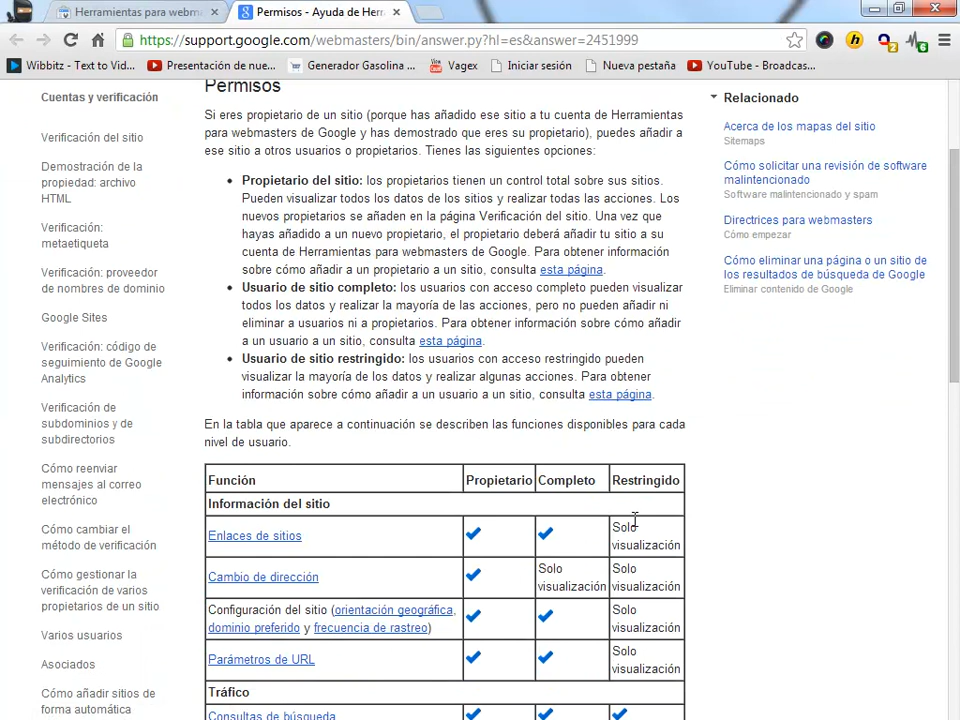 Herramientas para webm
Permisos - Ayuda de Herr
https://support.google.com/webmasters/bin/answer.py?hl=es&answer=2451999
Wibbitz - Text to Vid...
Presentación de nue...
Generador Gasolina ...
Vagex
Iniciar sesión
Nueva pestaña
YouTube - Broadcas...
Cuentas y verificación
Verificación del sitio
Demostración de la
propiedad: archivo
HTML
Verificación:
metaetiqueta
Verificación: proveedor
de nombres de dominio
Google Sites
Verificación: código de
seguimiento de Google
Analytics
Verificación de
subdominios y de
subdirectorios
Cómo reenviar
mensajes al correo
electrónico
Cómo cambiar el
método de verificación
Cómo gestionar la
verificación de varios
propietarios de un sitio
Varios usuarios
Asociados
Cómo añadir sitios de
forma automática
Permisos
Si eres propietario de un sitio (porque has añadido ese sitio a tu cuenta de Herramientas
para webmasters de Google y has demostrado que eres su propietario), puedes añadir a
ese sitio a otros usuarios o propietarios. Tienes las siguientes opciones:
• Propietario del sitio: los propietarios tienen un control total sobre sus sitios.
Pueden visualizar todos los datos de los sitios y realizar todas las acciones. Los
nuevos propietarios se añaden en la página Verificación del sitio. Una vez que
hayas añadido a un nuevo propietario, el propietario deberá añadir tu sitio a su
cuenta de Herramientas para webmasters de Google. Para obtener información
sobre cómo añadir a un propietario a un sitio, consulta esta página.
• Usuario de sitio completo: los usuarios con acceso completo pueden visualizar
todos los datos y realizar la mayoría de las acciones, pero no pueden añadir ni
eliminar a usuarios ni a propietarios. Para obtener información sobre cómo añadir
a un usuario a un sitio, consulta esta página.
• Usuario de sitio restringido: los usuarios con acceso restringido pueden
visualizar la mayoría de los datos y realizar algunas acciones. Para obtener
información sobre cómo añadir a un usuario a un sitio, consulta esta página.
En la tabla que aparece a continuación se describen las funciones disponibles para cada
nivel de usuario.
Función Propietario Completo Restringido
Información del sitio
Enlaces de sitios Solo
visualización
Cambio de dirección Solo Solo
visualización visualización
Configuración del sitio (orientación geográfica, Solo
dominio preferido y frecuencia de rastreo) visualización
Parámetros de URL Solo
visualización
Tráfico
Consultas de búsqueda
Relacionado
Acerca de los mapas del sitio
Sitemaps
Cómo solicitar una revisión de software
malintencionado
Software malintencionado y spam
Directrices para webmasters
Cómo empezar
Cómo eliminar una página o un sitio de
los resultados de búsqueda de Google
Eliminar contenido de Google
2
6